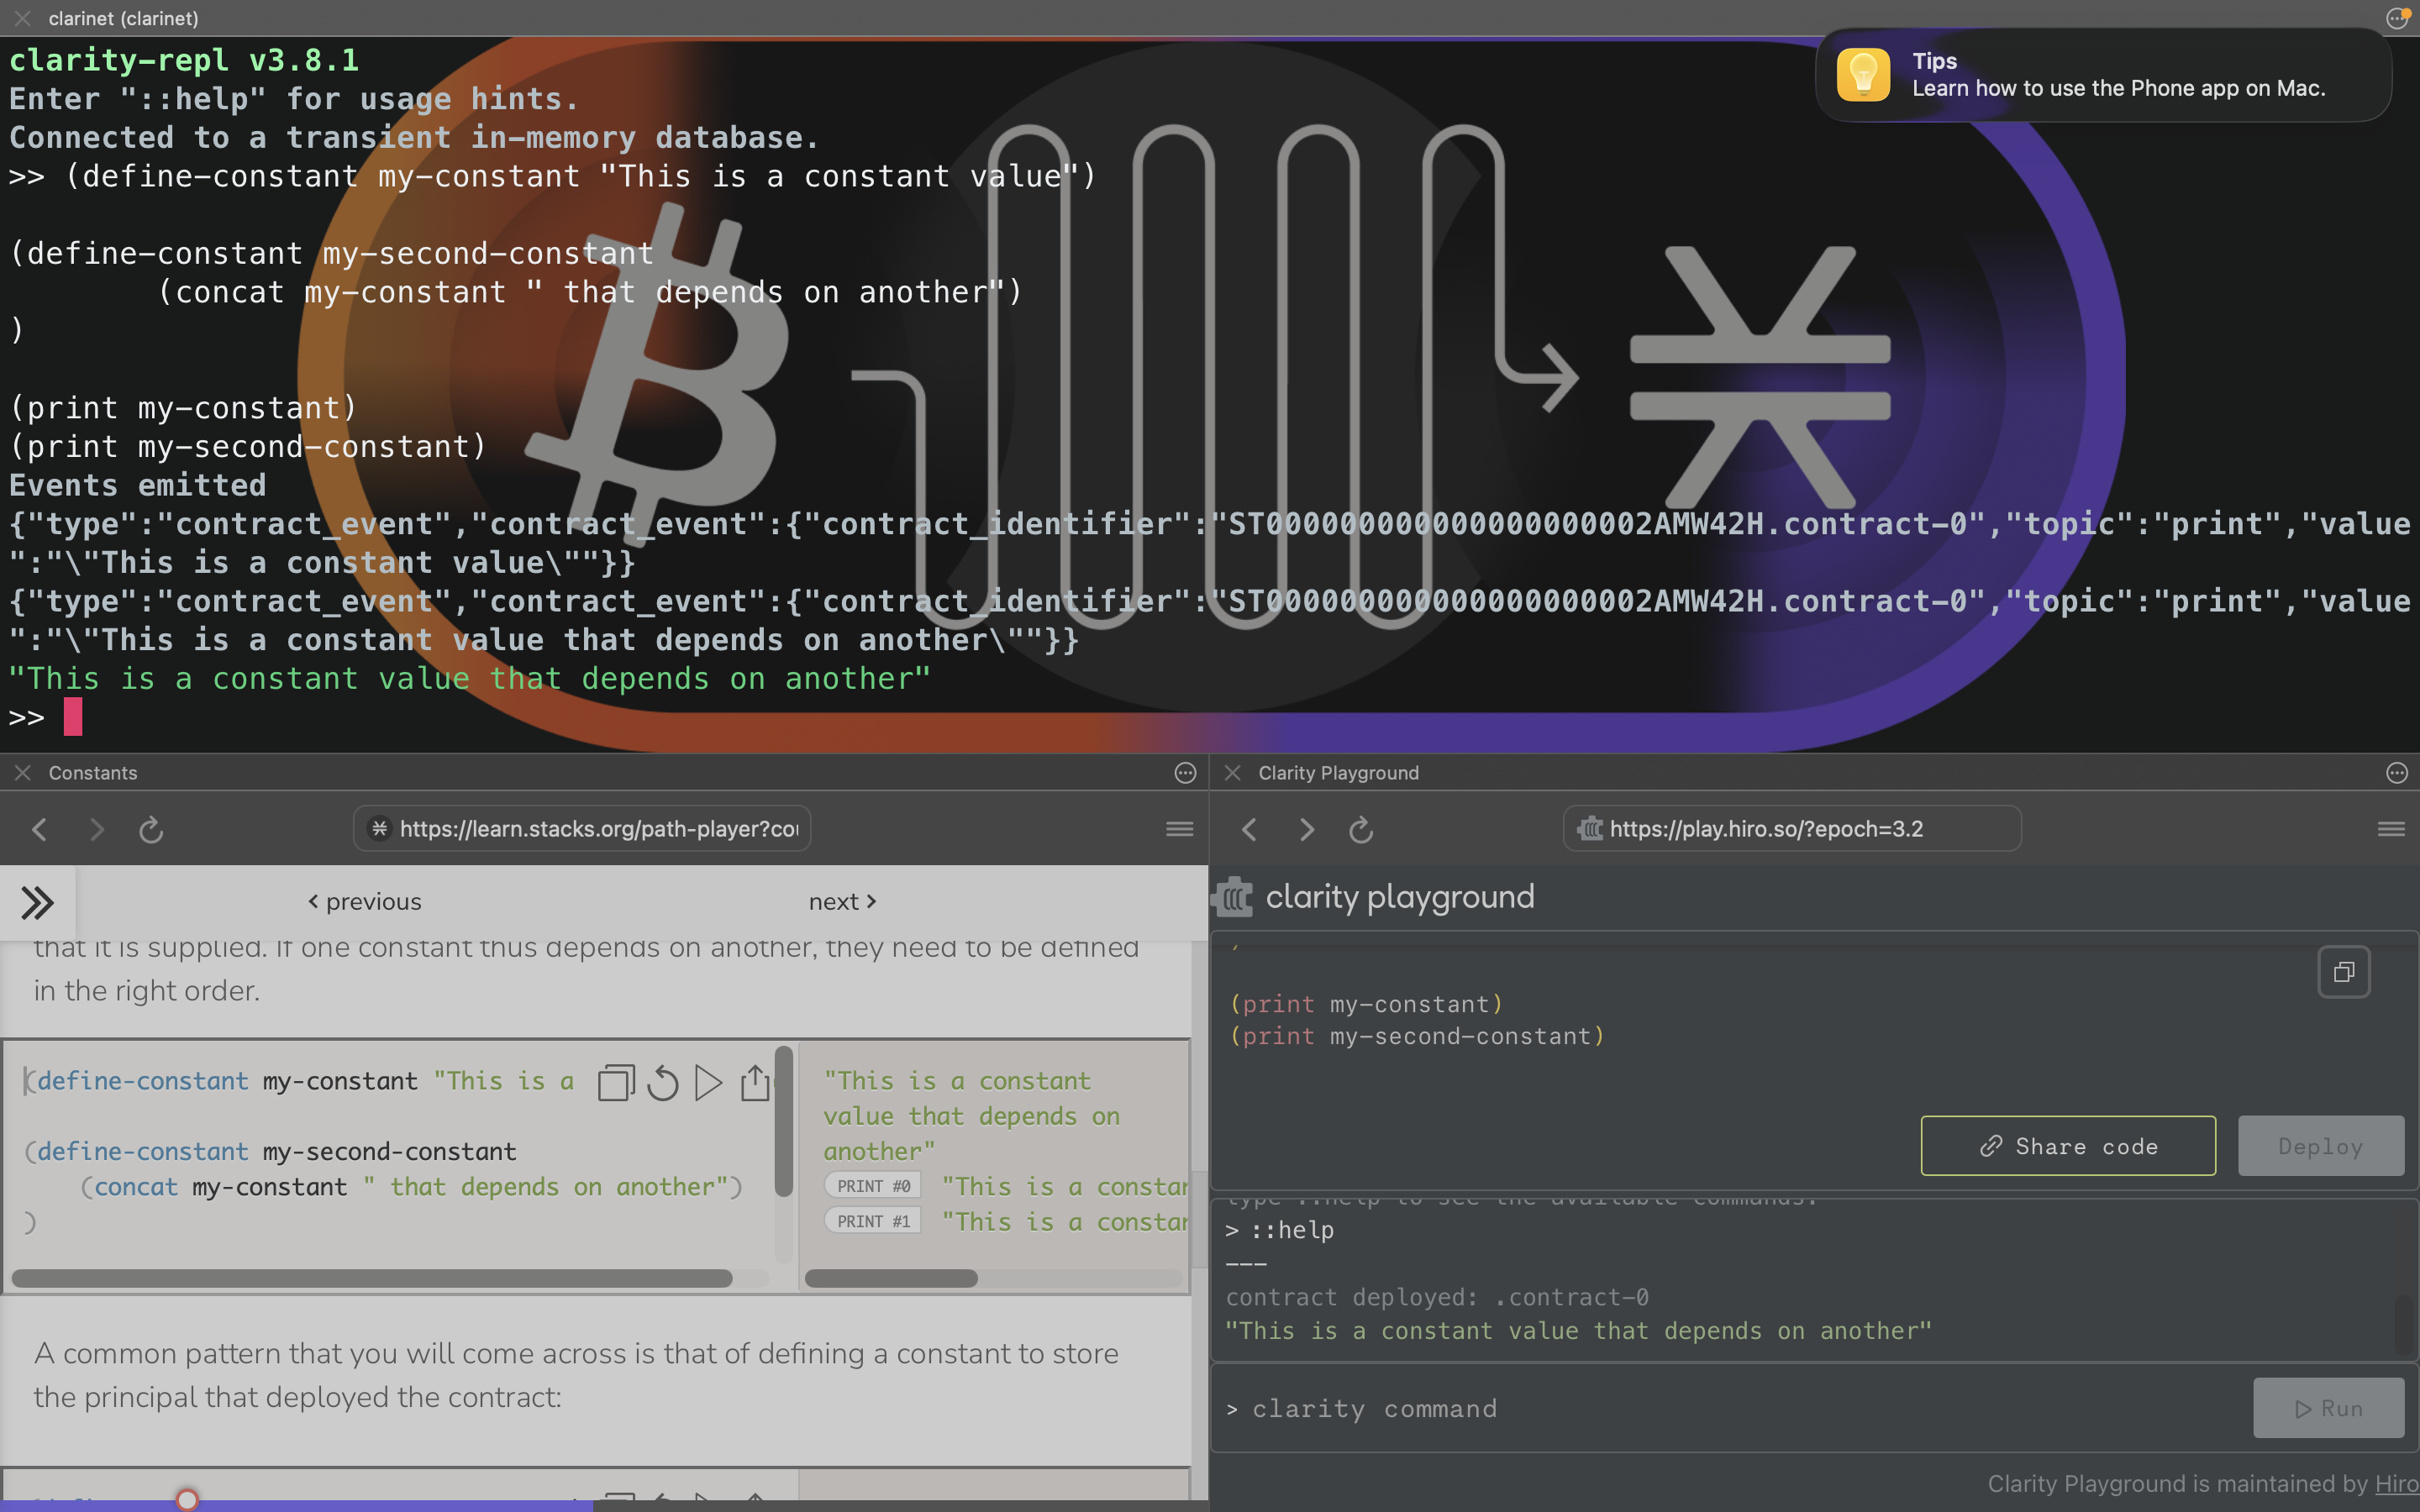 clarinet (clarinet)
Tips
Learn how to use the Phone app on Mac.
clarity-repl v3.8.1
Enter "::help" for usage hints.
Connected to a transient in-memory database.
>> (define-constant my-constant "This is a constant value")
(define-constant my-second-constant
(concat my-constant " that depends on another")
)
(print my-constant)
(print my-second-constant)
Events emitted
{"type":"contract_event","contract_event":{"contract_identifier":"ST000000000000000000002AMW42H.contract-0","topic":"print","value
":"\"This is a constant value\""}}
{"type":"contract_event","contract_event":{"contract_identifier":"ST000000000000000000002AMW42H.contract-0","topic":"print","value
":"\"This is a constant value that depends on another\""}}
"This is a constant value that depends on another"
>>
Constants
https://learn.stacks.org/path-player?cou
< previous
next >
that it is supplied. If one constant thus depends on another, they need to be defined
in the right order.
(define-constant my-constant "This is a
(define-constant my-second-constant
(concat my-constant " that depends on another")
)
"This is a constant
value that depends on
another"
PRINT #0 "This is a constar
PRINT #1 "This is a constar
A common pattern that you will come across is that of defining a constant to store
the principal that deployed the contract:
Clarity Playground
https://play.hiro.so/?epoch=3.2
clarity playground
)
(print my-constant)
(print my-second-constant)
Share code
Deploy
type ::help to see the available commands.
> ::help
---
contract deployed: .contract-0
"This is a constant value that depends on another"
> clarity command
Run
Clarity Playground is maintained by Hiro